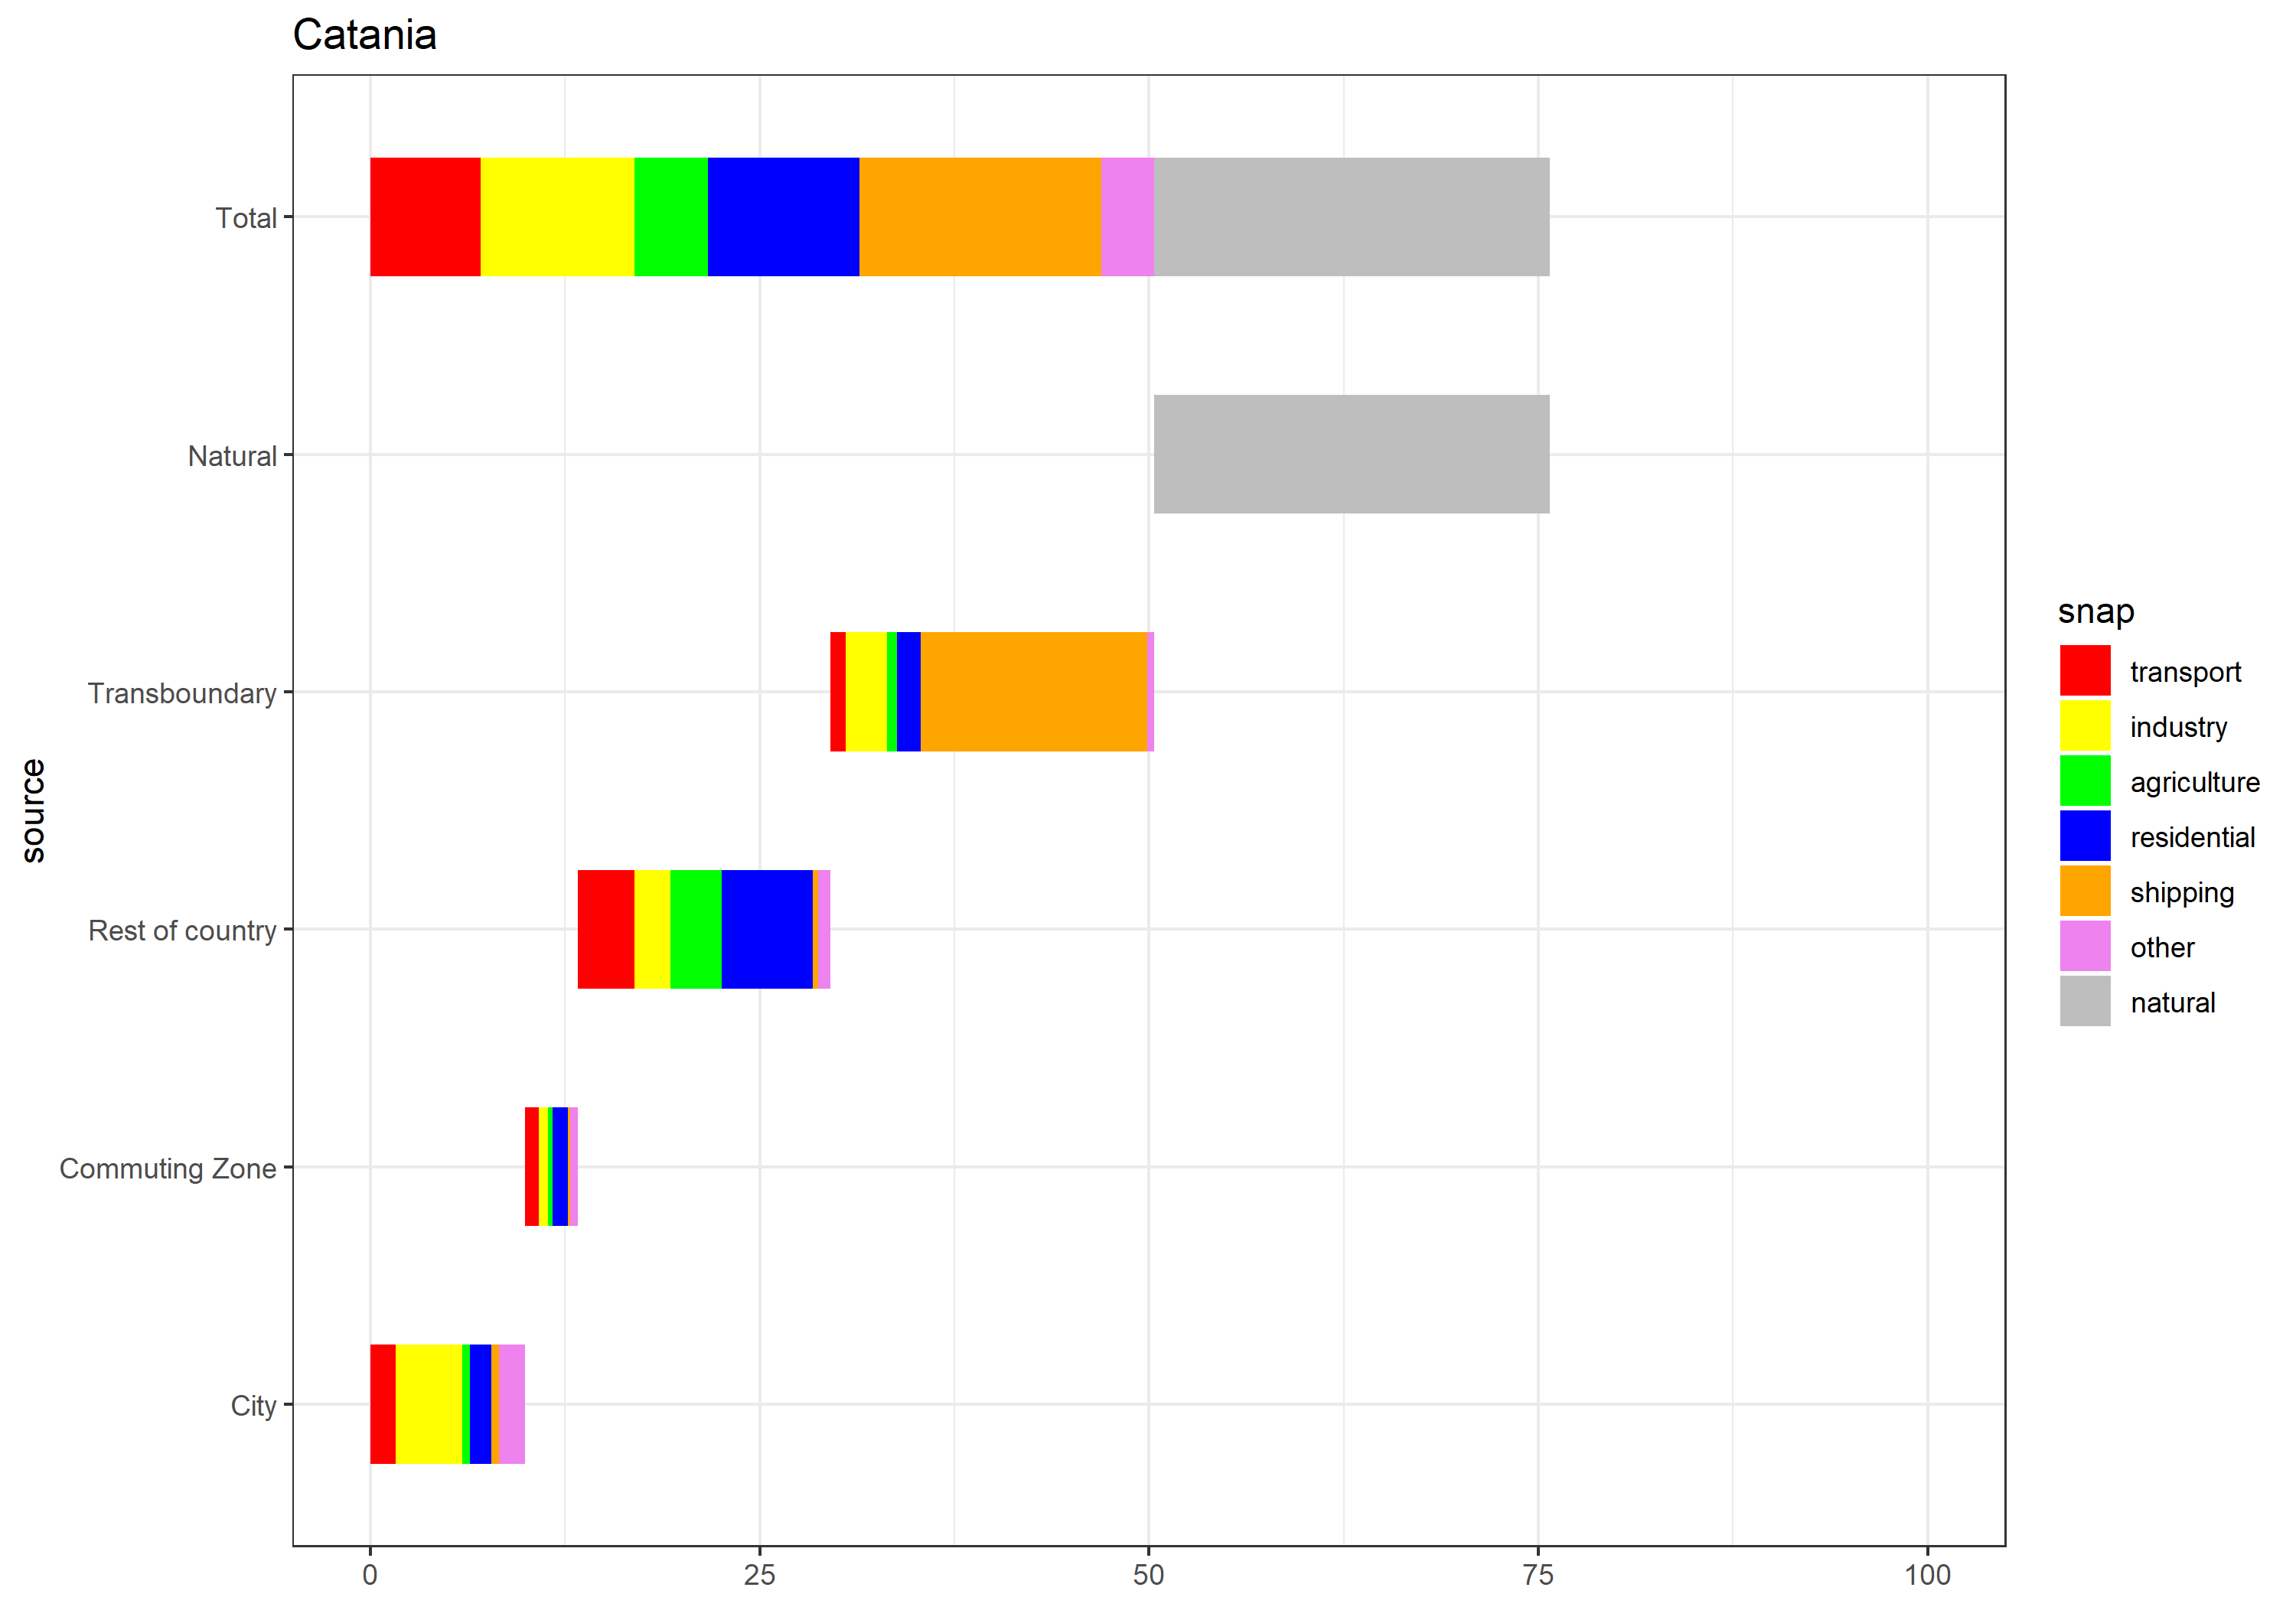 Catania
source
Total
Natural
Transboundary
Rest of country
Commuting Zone
City
0 25 50 75 100
snap
transport
industry
agriculture
residential
shipping
other
natural